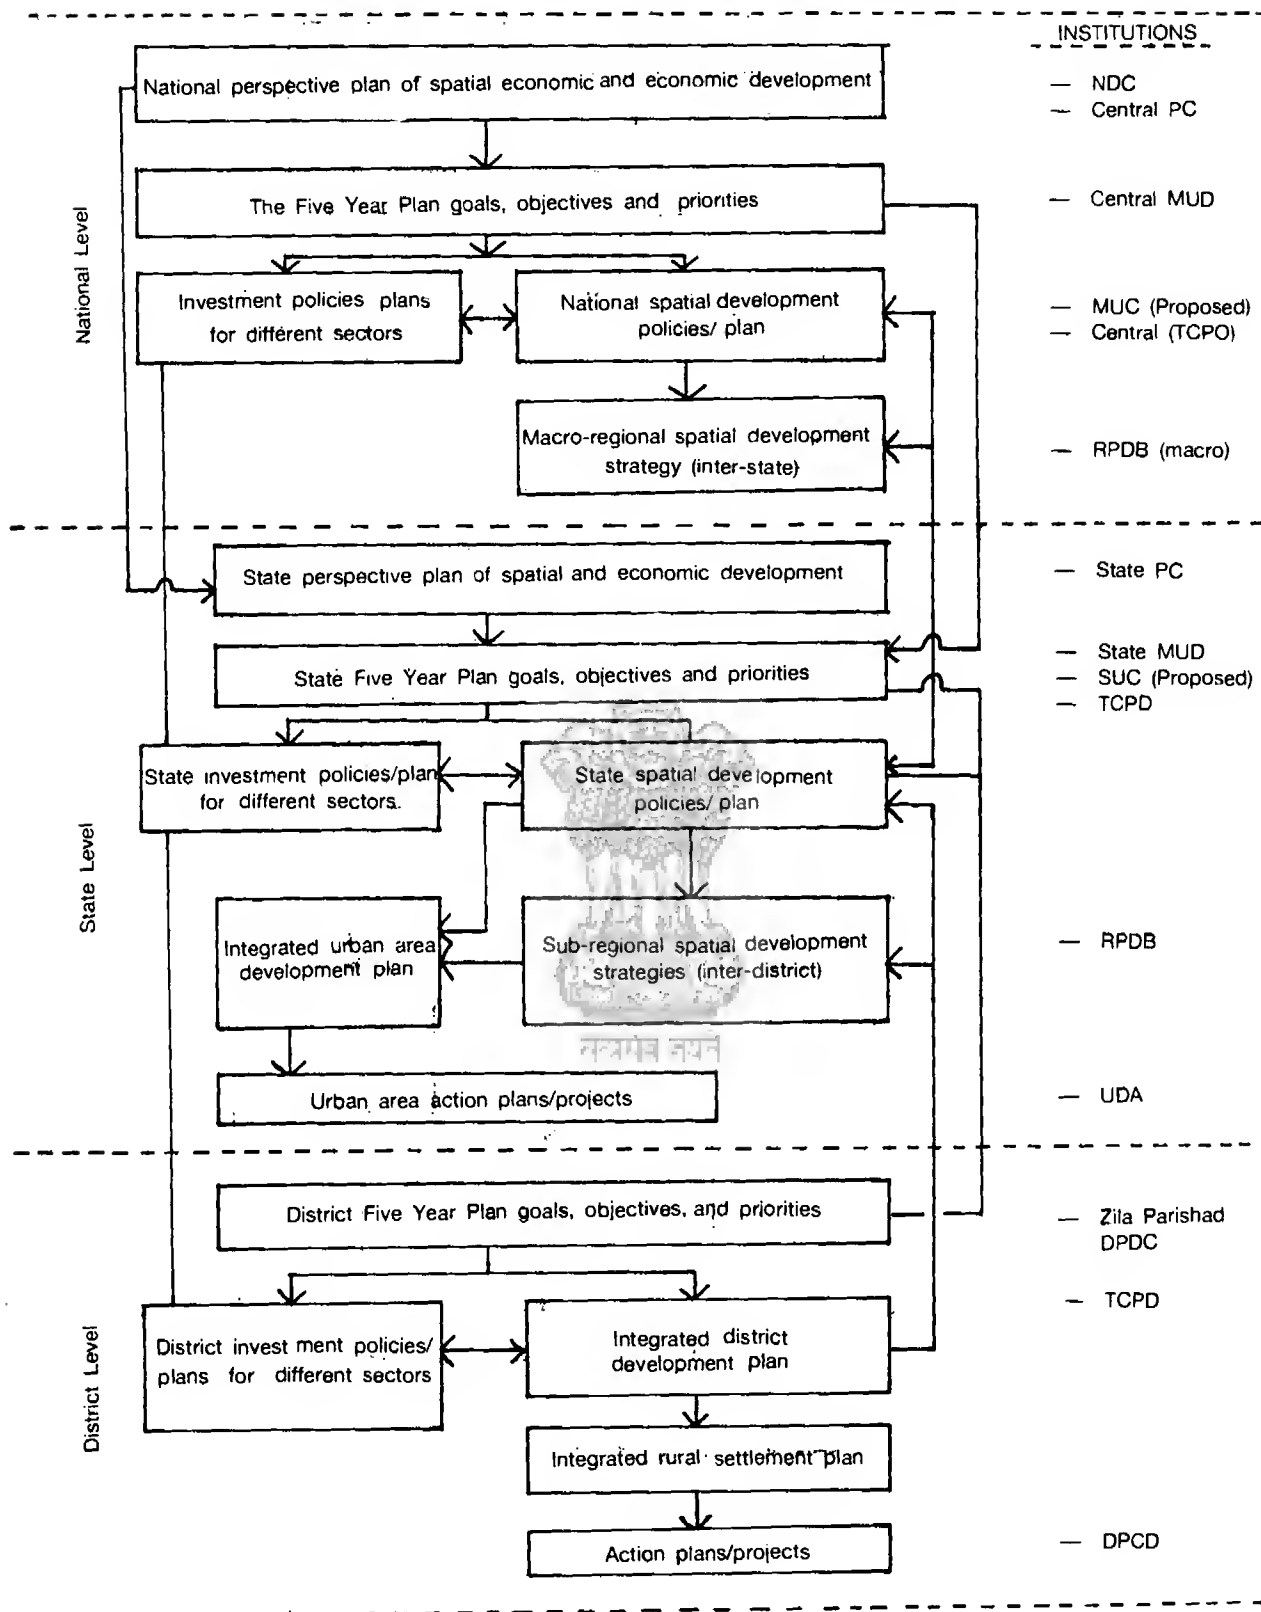 INSTITUTIONS
National perspective plan of spatial economic and economic development
— NDC
— Central PC
The Five Year Plan goals, objectives and priorities
— Central MUD
National Level
Investment policies plans
for different sectors
National spatial development
policies/ plan
— MUC (Proposed)
— Central (TCPO)
Macro-regional spatial development
strategy (inter-state)
— RPDB (macro)
State perspective plan of spatial and economic development
— State PC
State Five Year Plan goals, objectives and priorities
— State MUD
— SUC (Proposed)
— TCPD
State Level
State investment policies/plan
for different sectors.
State spatial development
policies/ plan
Integrated urban area
development plan
Sub-regional spatial development
strategies (inter-district)
— RPDB
सत्यमेव जयते
Urban area action plans/projects
— UDA
District Five Year Plan goals, objectives, and priorities
— Zila Parishad
DPDC
District Level
District invest ment policies/
plans for different sectors
Integrated district
development plan
— TCPD
Integrated rural settlement plan
Action plans/projects
— DPCD